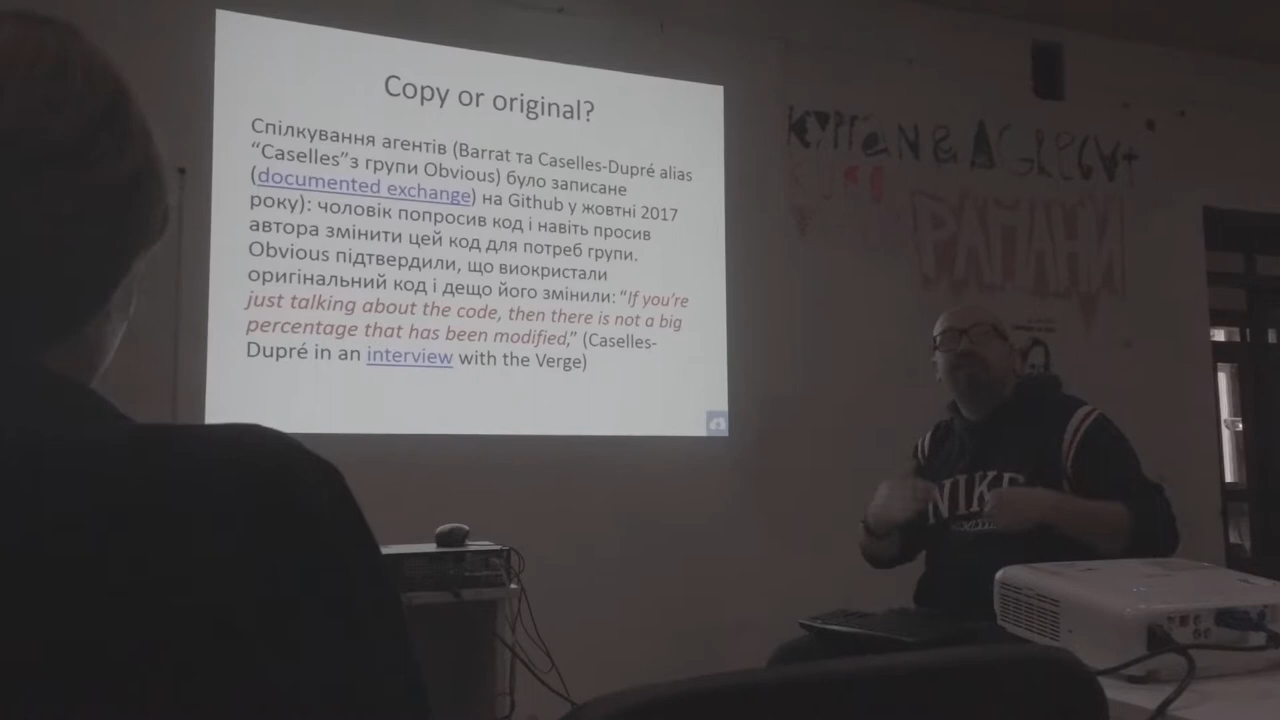 Copy or original?
Спілкування агентів (Barrat та Caselles-Dupré alias
“Caselles”з групи Obvious) було записане
(documented exchange) на Github у жовтні 2017
року): чоловік попросив код і навіть просив
автора змінити цей код для потреб групи.
Obvious підтвердили, що виокристали
оригінальний код і дещо його змінили: “If you’re
just talking about the code, then there is not a big
percentage that has been modified,” (Caselles-
Dupré in an interview with the Verge)
NIKE